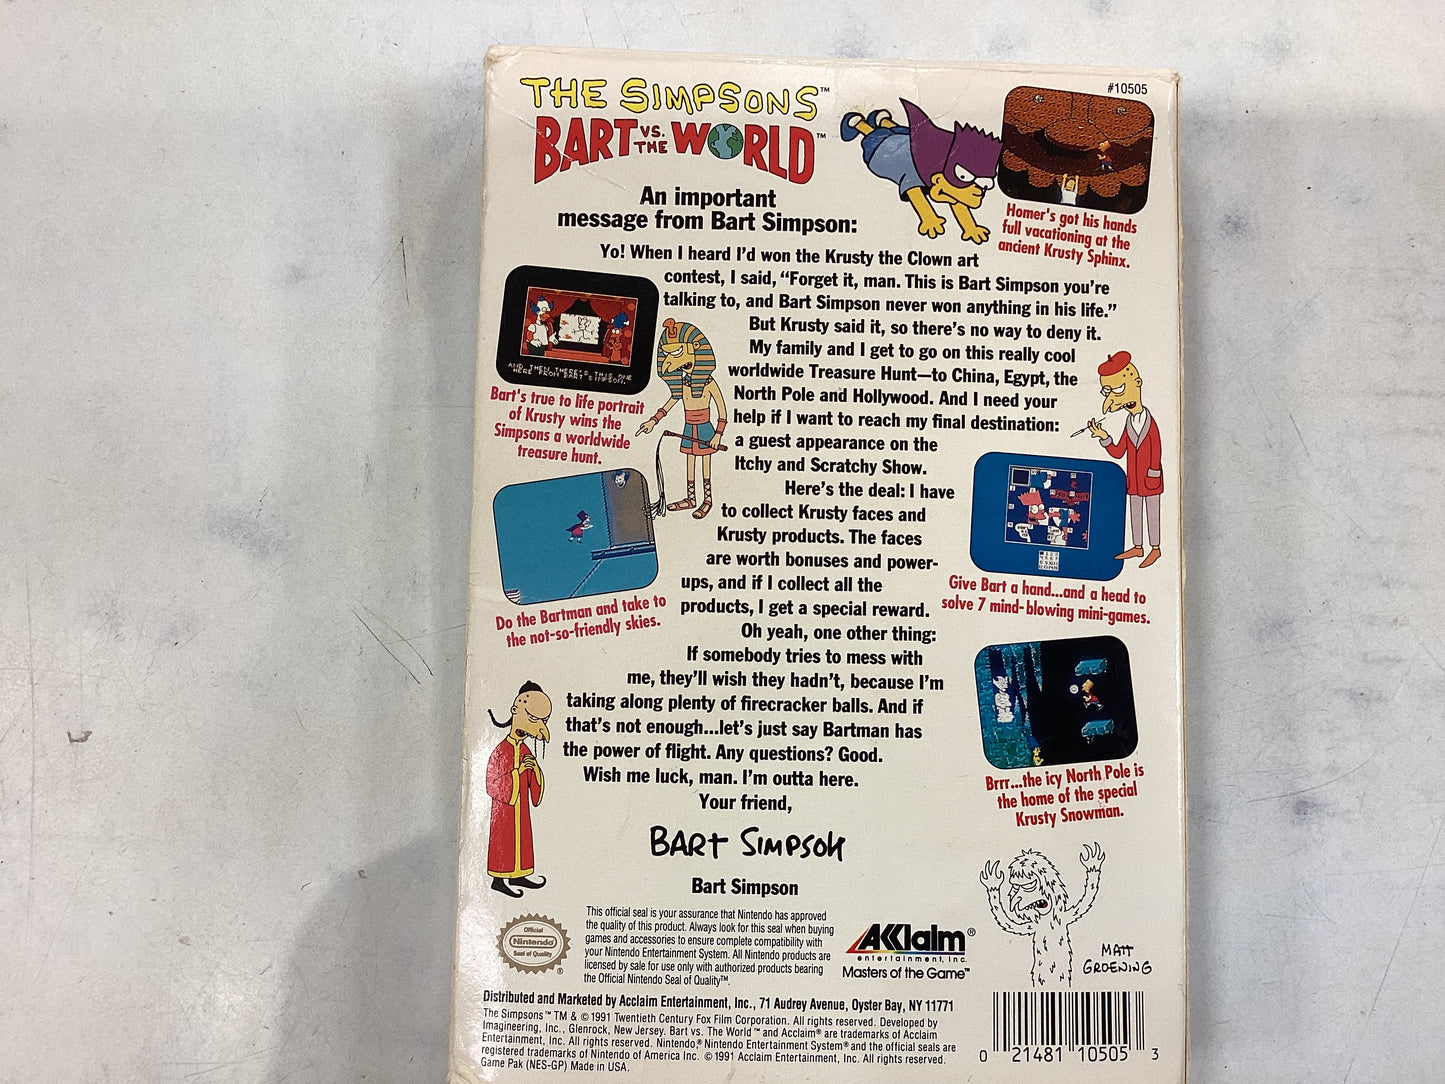 THE SIMPSONS™
BART VS. THE WORLD™
#10505
An important
message from Bart Simpson:
Yo! When I heard I'd won the Krusty the Clown art
contest, I said, “Forget it, man. This is Bart Simpson you're
talking to, and Bart Simpson never won anything in his life.”
But Krusty said it, so there's no way to deny it.
My family and I get to go on this really cool
worldwide Treasure Hunt—to China, Egypt, the
North Pole and Hollywood. And I need your
help if I want to reach my final destination:
a guest appearance on the
Itchy and Scratchy Show.
Here's the deal: I have
to collect Krusty faces and
Krusty products. The faces
are worth bonuses and power-
ups, and if I collect all the
products, I get a special reward.
Oh yeah, one other thing:
If somebody tries to mess with
me, they'll wish they hadn't, because I'm
taking along plenty of firecracker balls. And if
that's not enough...let's just say Bartman has
the power of flight. Any questions? Good.
Wish me luck, man. I'm outta here.
Your friend,
BART SIMPSON
Bart Simpson
Homer's got his hands
full vacationing at the
ancient Krusty Sphinx.
AND THEN THERE'S THIS ONE
HERE FROM BART SIMPSON.
Bart's true to life portrait
of Krusty wins the
Simpsons a worldwide
treasure hunt.
Do the Bartman and take to
the not-so-friendly skies.
Give Bart a hand...and a head to
solve 7 mind-blowing mini-games.
Brrr...the icy North Pole is
the home of the special
Krusty Snowman.
MATT
GROENING
Official
Nintendo
Seal of Quality
®
This official seal is your assurance that Nintendo has approved
the quality of this product. Always look for this seal when buying
games and accessories to ensure complete compatibility with
your Nintendo Entertainment System. All Nintendo products are
licensed by sale for use only with authorized products bearing
the Official Nintendo Seal of Quality™.
AKKlaim®
entertainment, inc.
Masters of the Game™
Distributed and Marketed by Acclaim Entertainment, Inc., 71 Audrey Avenue, Oyster Bay, NY 11771
The Simpsons™ TM & © 1991 Twentieth Century Fox Film Corporation. All rights reserved. Developed by
Imagineering, Inc., Glenrock, New Jersey. Bart vs. The World™ and Acclaim® are trademarks of Acclaim
Entertainment, Inc. All rights reserved. Nintendo,® Nintendo Entertainment System® and the official seals are
registered trademarks of Nintendo of America Inc. © 1991 Acclaim Entertainment, Inc. All rights reserved.
Game Pak (NES-GP) Made in USA.
0 21481 10505 3